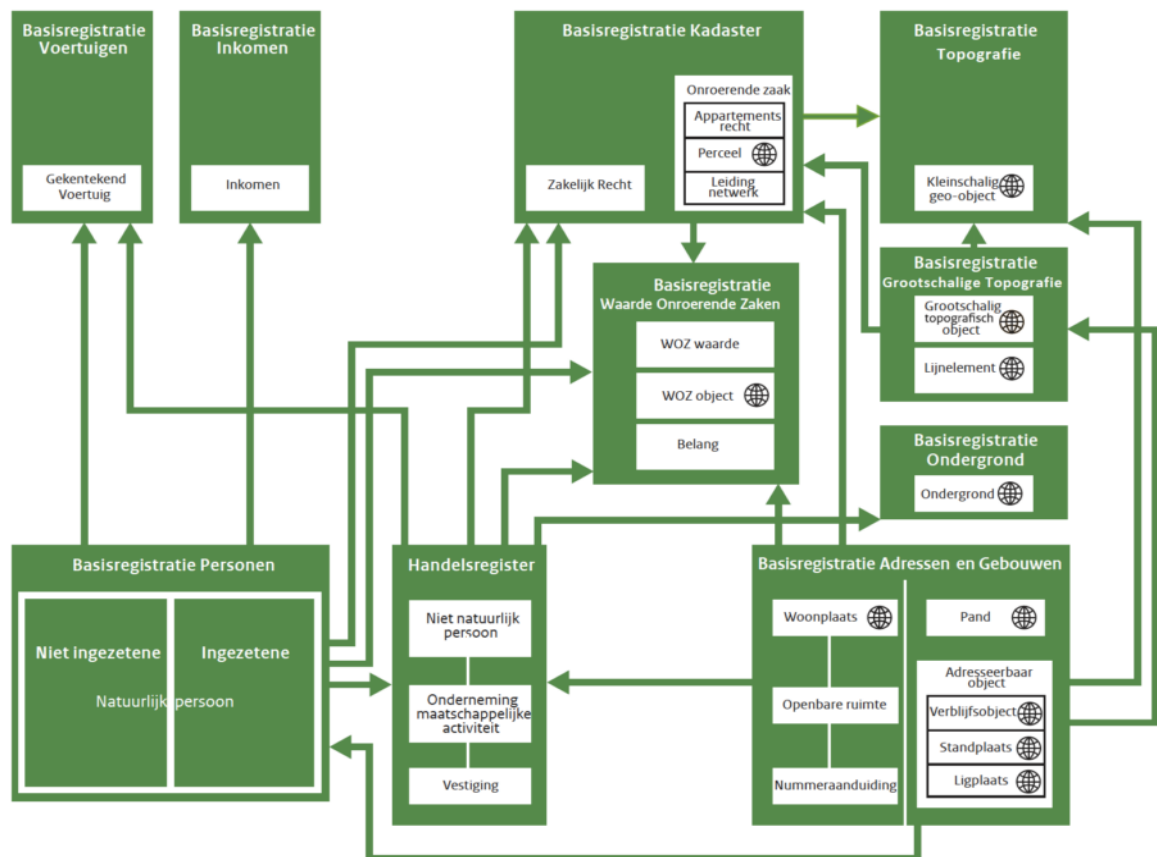 Basisregistratie
Voertuigen
Gekentekend
Voertuig
Basisregistratie
Inkomen
Inkomen
Basisregistratie Kadaster
Zakelijk Recht
Onroerende zaak
Appartements
recht
Perceel
Leiding
netwerk
Basisregistratie
Topografie
Kleinschalig
geo-object
Basisregistratie
Waarde Onroerende Zaken
WOZ waarde
WOZ object
Belang
Basisregistratie
Grootschalige Topografie
Grootschalig
topografisch
object
Lijnelement
Basisregistratie
Ondergrond
Ondergrond
Basisregistratie Personen
Niet ingezetene
Ingezetene
Natuurlijk persoon
Handelsregister
Niet natuurlijk
persoon
Onderneming
maatschappelijke
activiteit
Vestiging
Basisregistratie Adressen en Gebouwen
Woonplaats
Openbare ruimte
Nummeraanduiding
Pand
Adresseerbaar
object
Verblijfsobject
Standplaats
Ligplaats